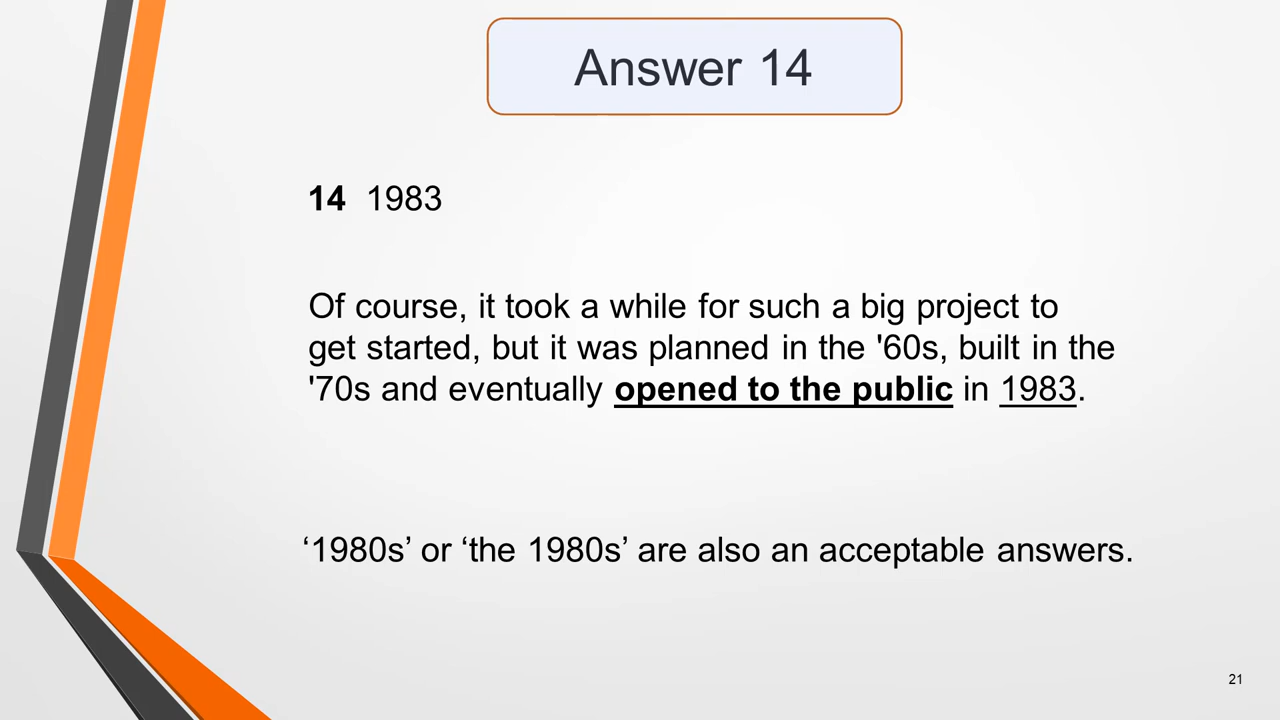 Answer 14
14 1983
Of course, it took a while for such a big project to
get started, but it was planned in the '60s, built in the
'70s and eventually opened to the public in 1983.
‘1980s’ or ‘the 1980s’ are also an acceptable answers.
21